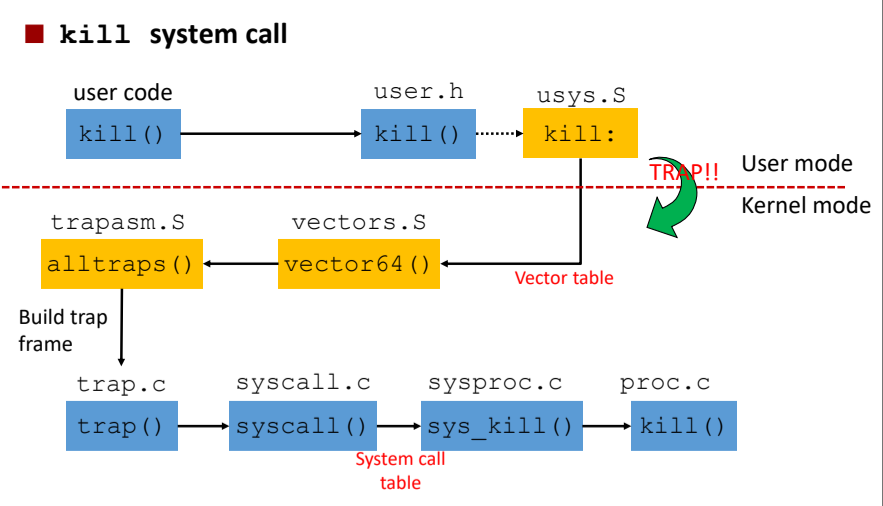 kill system call
user code
user.h
usys.S
kill()
kill()
kill:
TRAP!!
User mode
Kernel mode
trapasm.S
vectors.S
alltraps()
vector64()
Vector table
Build trap
frame
trap.c
syscall.c
sysproc.c
proc.c
trap()
syscall()
sys_kill()
kill()
System call
table